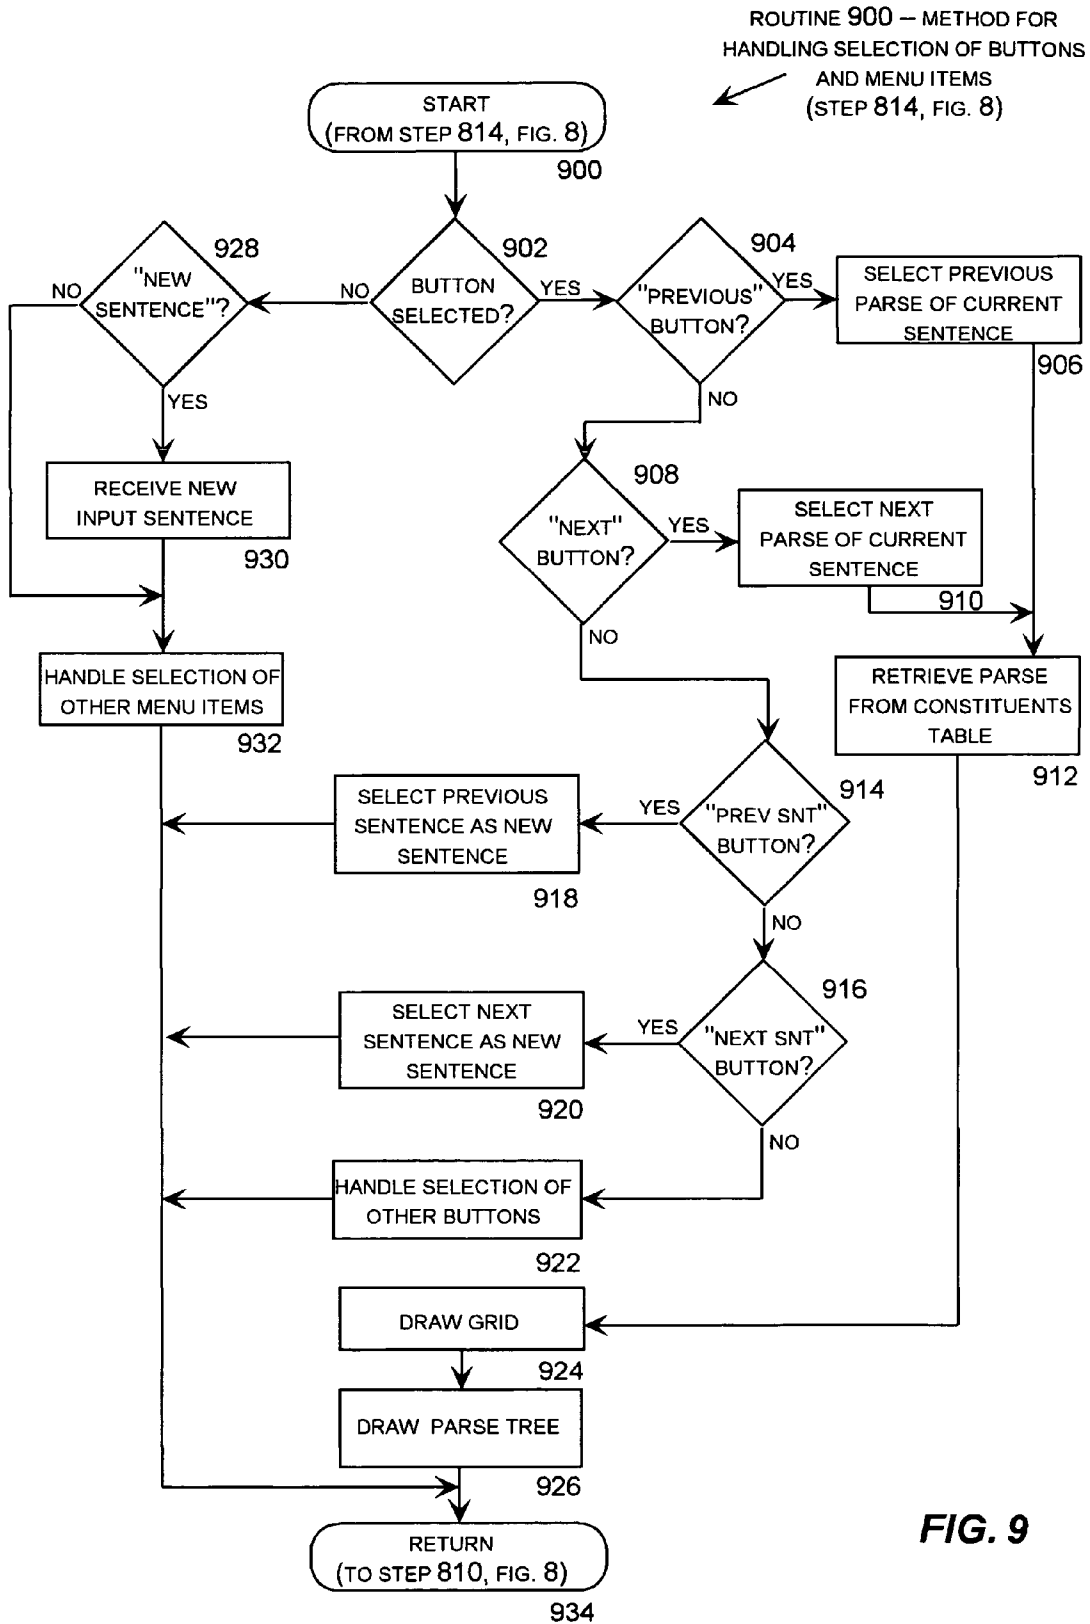 ROUTINE 900 – METHOD FOR
HANDLING SELECTION OF BUTTONS
AND MENU ITEMS
(STEP 814, FIG. 8)
START
(FROM STEP 814, FIG. 8)
900
928
"NEW
SENTENCE"?
NO
YES
902
BUTTON
SELECTED?
NO
YES
904
"PREVIOUS"
BUTTON?
YES
NO
SELECT PREVIOUS
PARSE OF CURRENT
SENTENCE
906
RECEIVE NEW
INPUT SENTENCE
930
908
"NEXT"
BUTTON?
YES
NO
SELECT NEXT
PARSE OF CURRENT
SENTENCE
910
HANDLE SELECTION OF
OTHER MENU ITEMS
932
RETRIEVE PARSE
FROM CONSTITUENTS
TABLE
912
914
"PREV SNT"
BUTTON?
YES
NO
SELECT PREVIOUS
SENTENCE AS NEW
SENTENCE
918
916
"NEXT SNT"
BUTTON?
YES
NO
SELECT NEXT
SENTENCE AS NEW
SENTENCE
920
HANDLE SELECTION OF
OTHER BUTTONS
922
DRAW GRID
924
DRAW PARSE TREE
926
RETURN
(TO STEP 810, FIG. 8)
934
FIG. 9